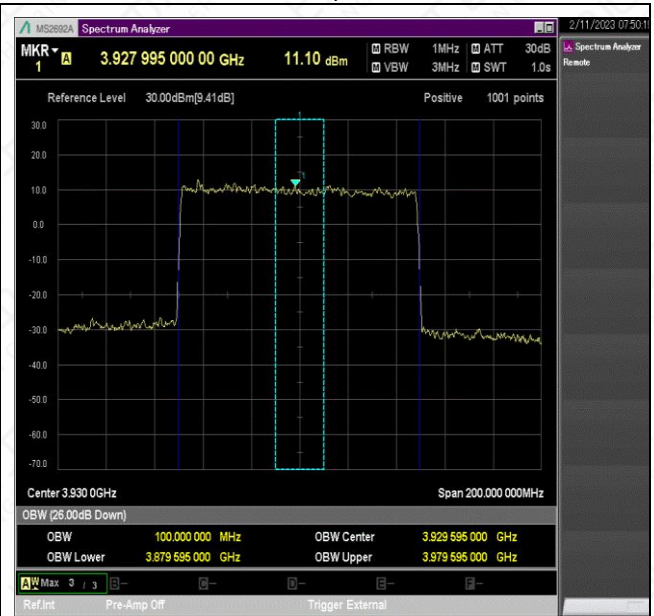 MS2692A Spectrum Analyzer
2/11/2023 07:50:1
MKR 1 A 3.927 995 000 00 GHz 11.10 dBm M RBW 1MHz M ATT 30dB
M VBW 3MHz M SWT 1.0s
Spectrum Analyzer
Remote
Reference Level 30.00dBm[9.41dB] Positive 1001 points
1
30.0
20.0
10.0
1
0.0
-10.0
-20.0
-30.0
-40.0
-50.0
-60.0
-70.0
Center 3.930 0GHz Span 200.000 000MHz
OBW (26.00dB Down)
OBW 100.000 000 MHz OBW Center 3.929 595 000 GHz
OBW Lower 3.879 595 000 GHz OBW Upper 3.979 595 000 GHz
A W Max 3 / 3 B- C- D- E- F-
Ref.Int Pre-Amp Off Trigger External